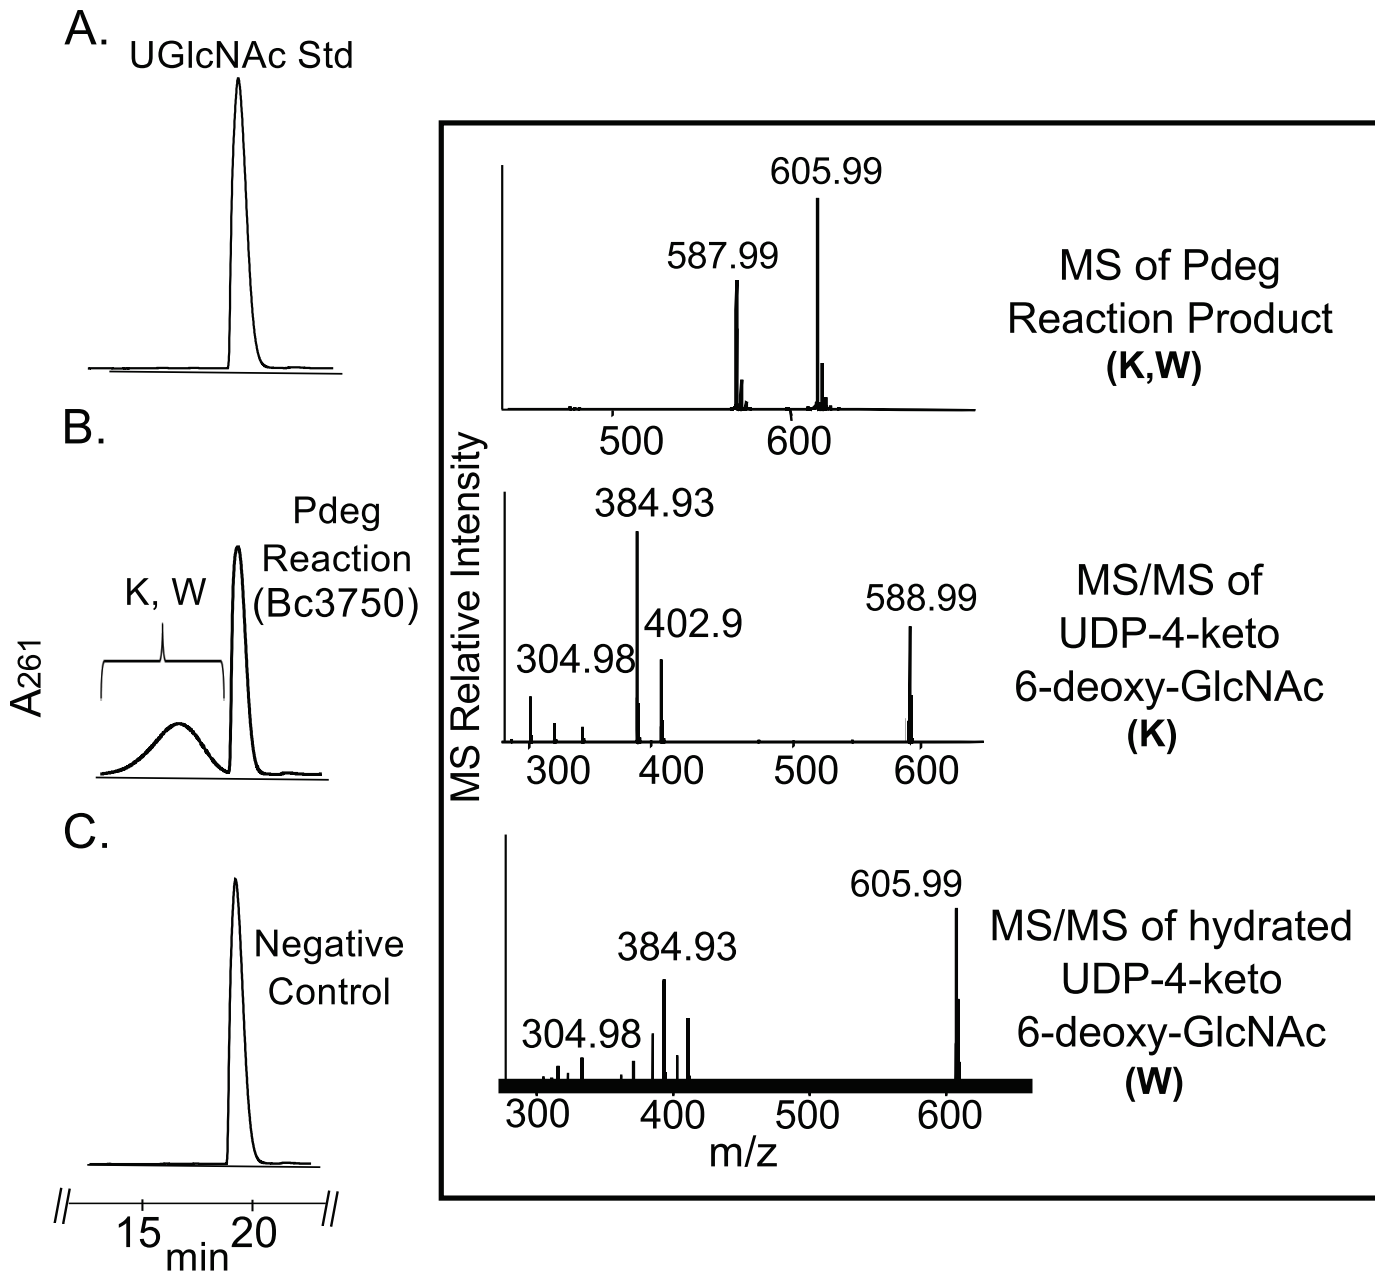 A.
UGlcNAc Std
B.
Pdeg
Reaction
(Bc3750)
K, W
A261
C.
Negative
Control
15
20
min
MS Relative Intensity
605.99
587.99
500
600
MS of Pdeg
Reaction Product
(K,W)
384.93
402.9
304.98
588.99
300
400
500
600
MS/MS of
UDP-4-keto
6-deoxy-GlcNAc
(K)
605.99
384.93
304.98
300
400
500
600
m/z
MS/MS of hydrated
UDP-4-keto
6-deoxy-GlcNAc
(W)